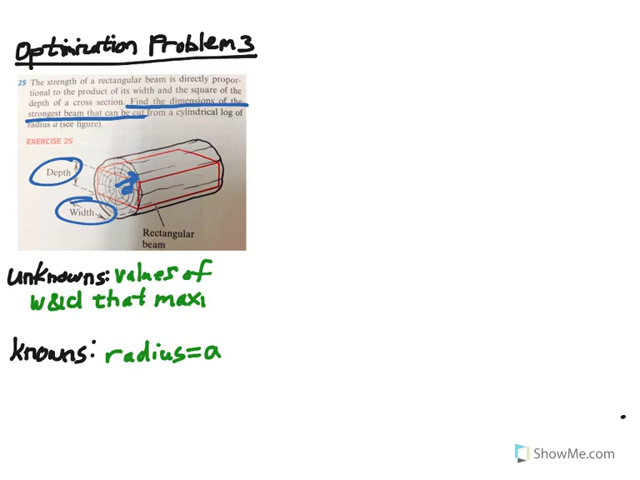 Optimization Problem 3
25 The strength of a rectangular beam is directly propor-
tional to the product of its width and the square of the
depth of a cross section. Find the dimensions of the
strongest beam that can be cut from a cylindrical log of
radius a (see figure).
EXERCISE 25
Depth
Width
Rectangular
beam
unknowns: values of
w&d that maxi
knowns: radius=a
ShowMe.com